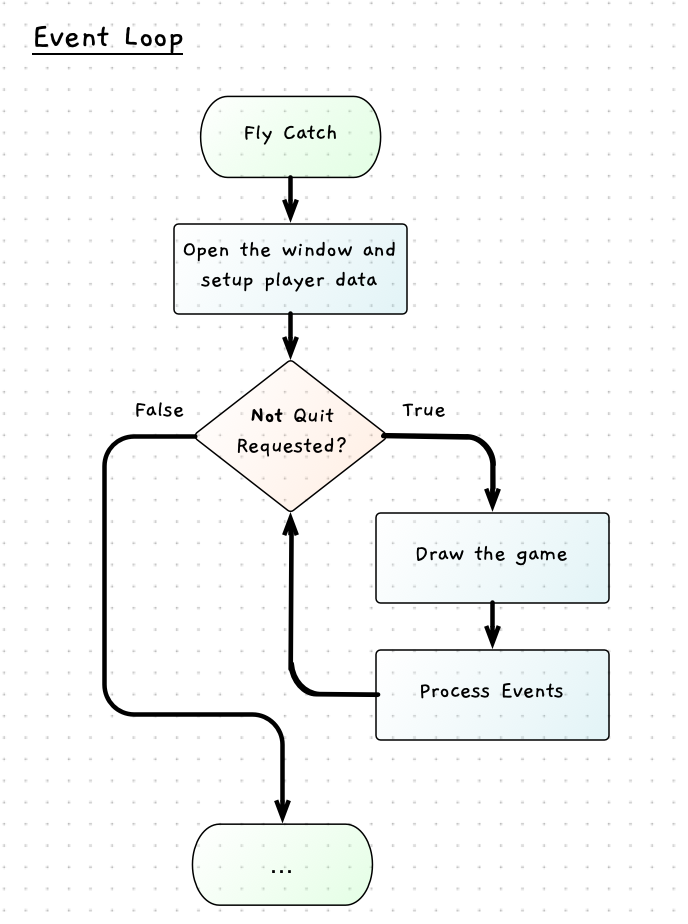 Event Loop
Fly Catch
Open the window and
setup player data
False
True
Not Quit
Requested?
Draw the game
Process Events
...